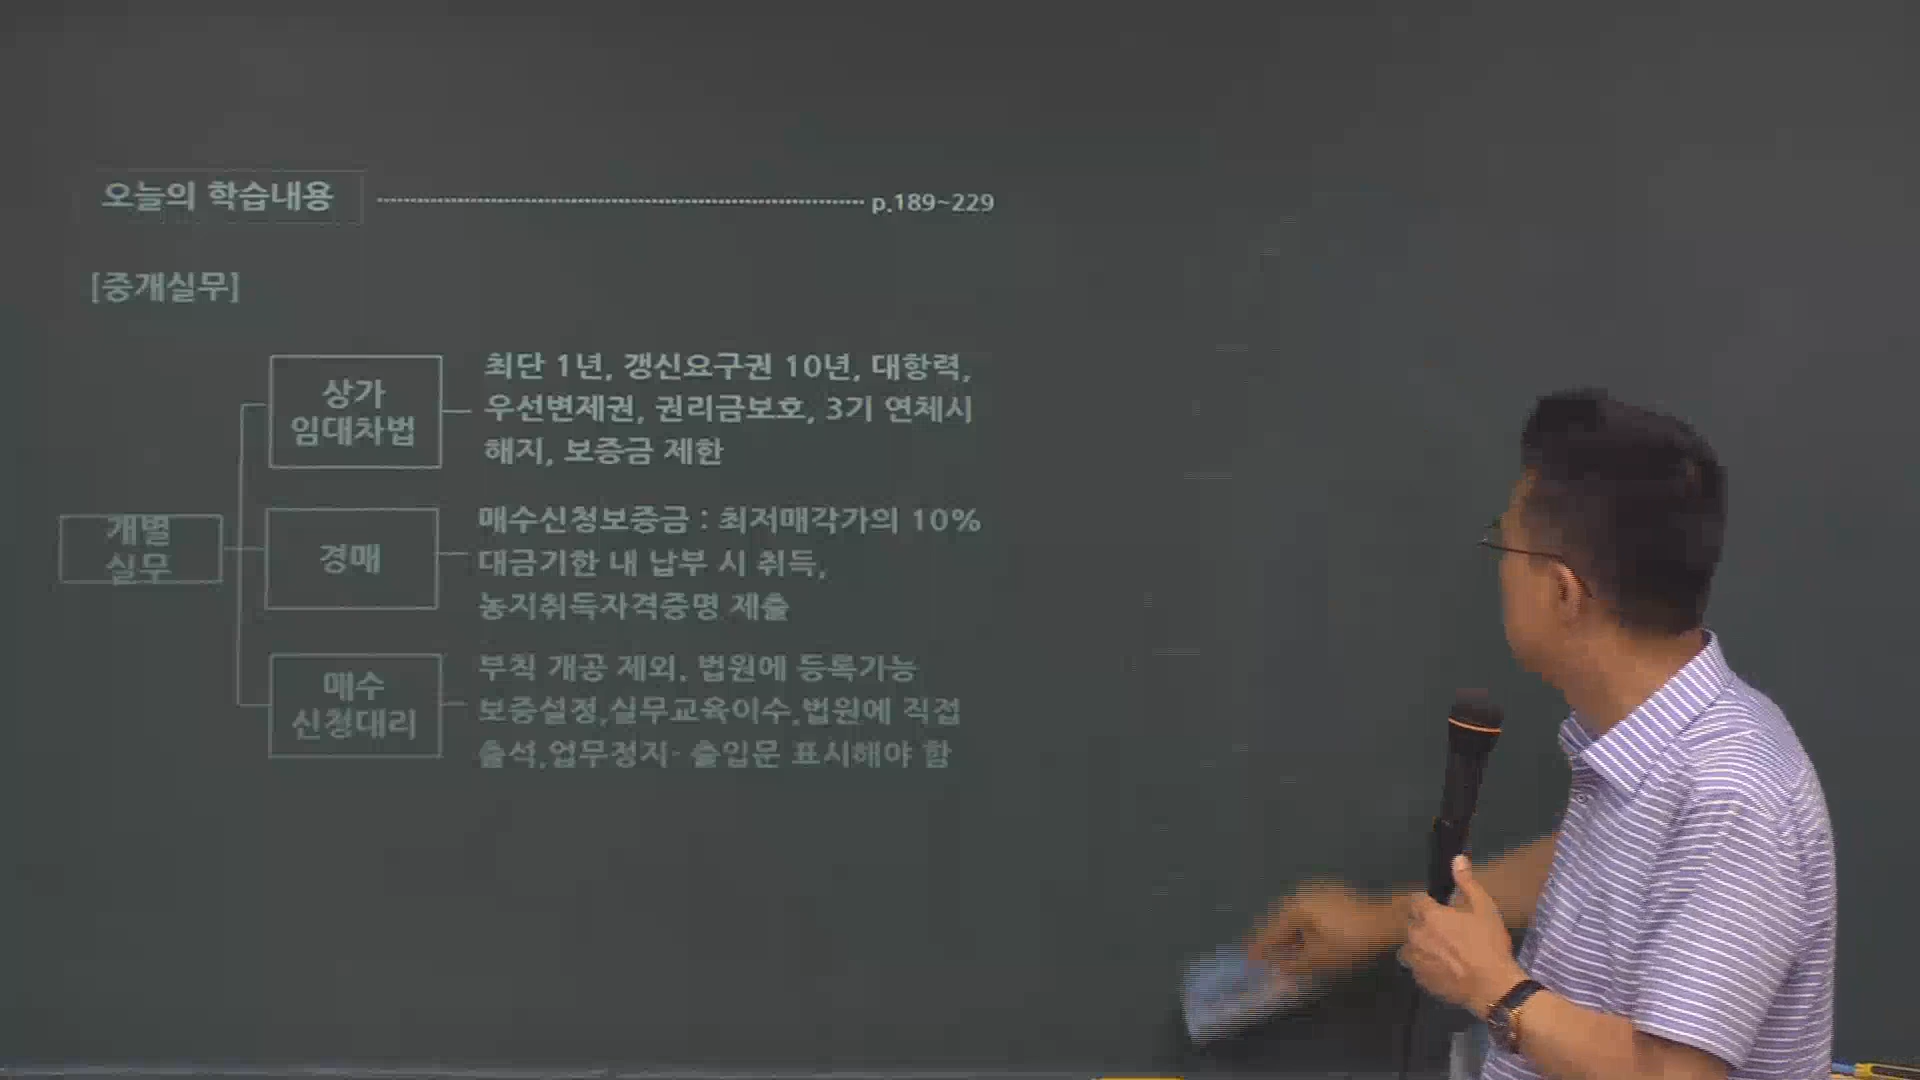 오늘의 학습내용 p.189~229
[중개실무]
개별
실무
상가
임대차법
최단 1년, 갱신요구권 10년, 대항력,
우선변제권, 권리금보호, 3기 연체시
해지, 보증금 제한
경매
매수신청보증금 : 최저매각가의 10%
대금기한 내 납부 시 취득,
농지취득자격증명 제출
매수
신청대리
부칙 개공 제외, 법원에 등록가능
보증설정,실무교육이수,법원에 직접
출석,업무정지- 출입문 표시해야 함